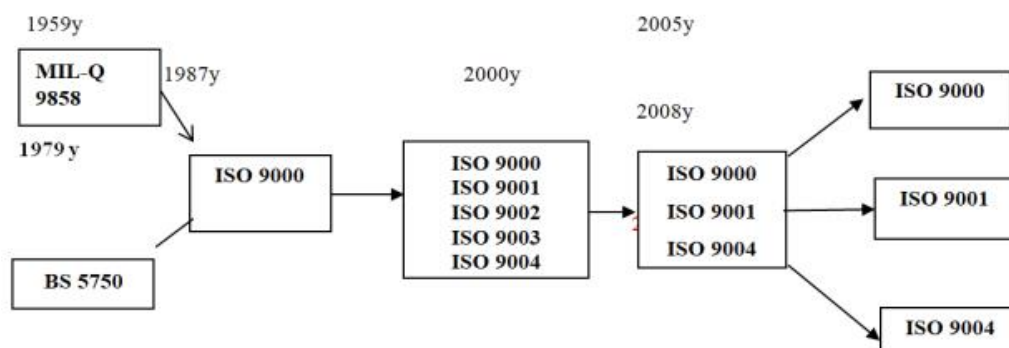 1959y
MIL-Q
9858
1979 y
BS 5750
1987y
ISO 9000
2000y
ISO 9000
ISO 9001
ISO 9002
ISO 9003
ISO 9004
2005y
2008y
ISO 9000
ISO 9001
ISO 9004
ISO 9000
ISO 9001
ISO 9004